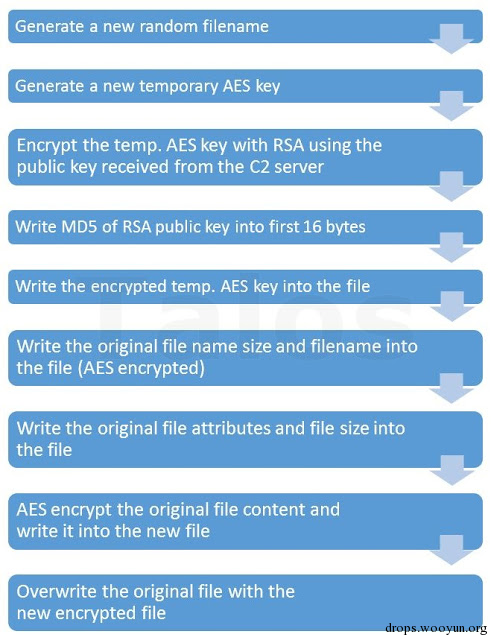 Generate a new random filename
Generate a new temporary AES key
Encrypt the temp. AES key with RSA using the
public key received from the C2 server
Write MD5 of RSA public key into first 16 bytes
Write the encrypted temp. AES key into the file
Talos
Write the original file name size and filename into
the file (AES encrypted)
Write the original file attributes and file size into
the file
AES encrypt the original file content and
write it into the new file
Overwrite the original file with the
new encrypted file
drops.wooyun.org